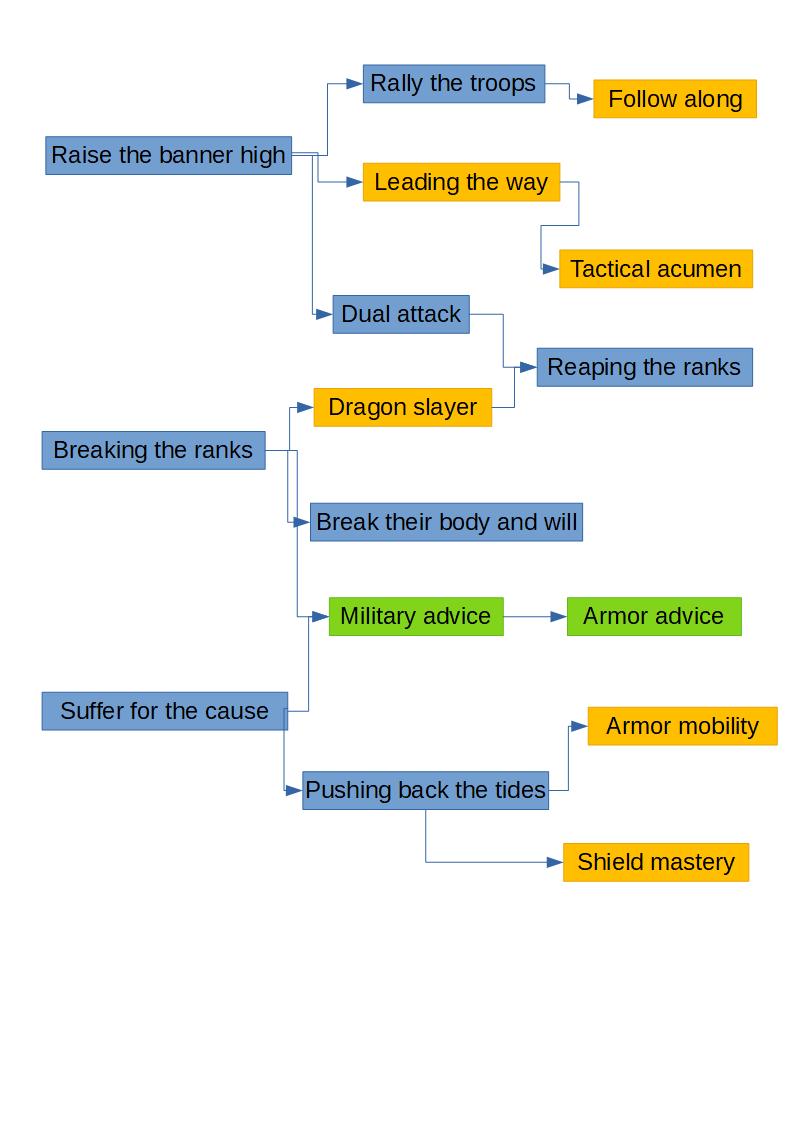 Rally the troops
Follow along
Raise the banner high
Leading the way
Tactical acumen
Dual attack
Reaping the ranks
Dragon slayer
Breaking the ranks
Break their body and will
Military advice
Armor advice
Suffer for the cause
Armor mobility
Pushing back the tides
Shield mastery